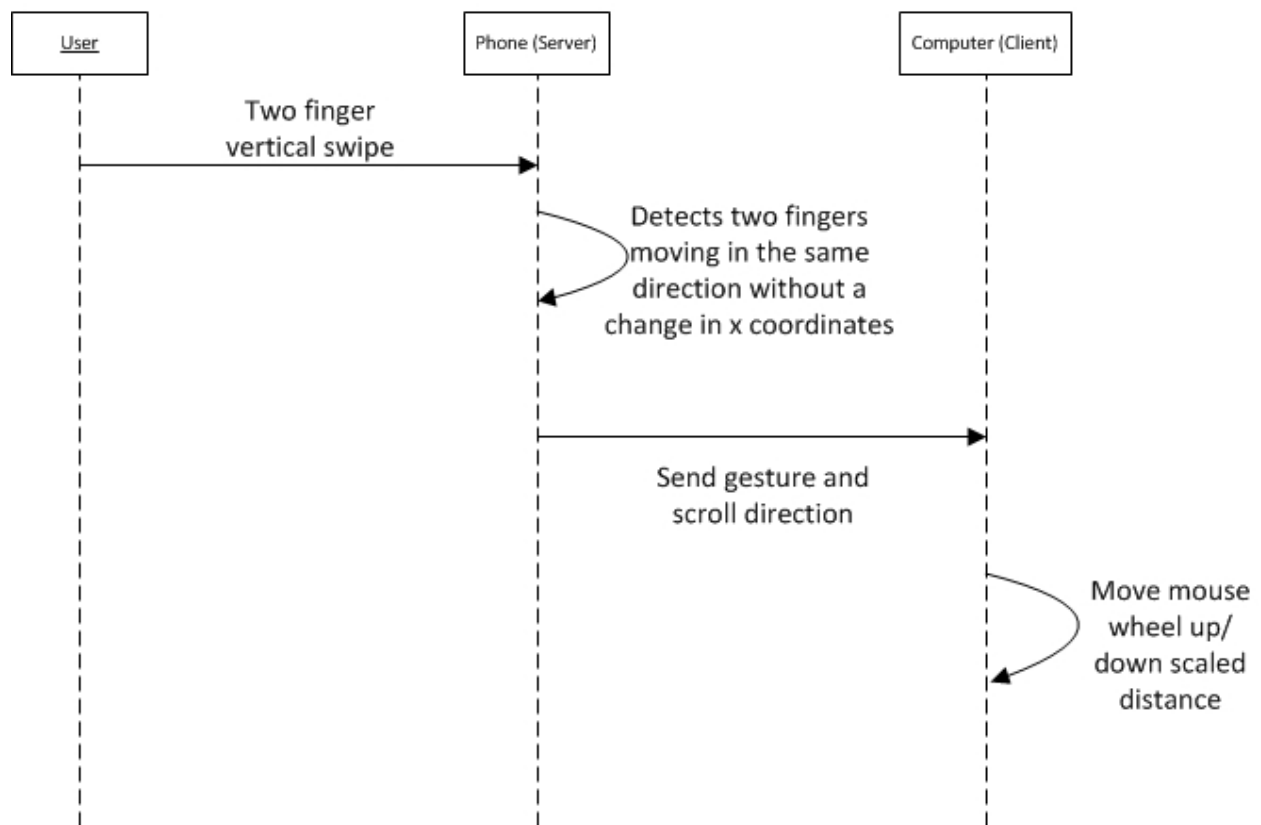 User
Phone (Server)
Computer (Client)
Two finger
vertical swipe
Detects two fingers
moving in the same
direction without a
change in x coordinates
Send gesture and
scroll direction
Move mouse
wheel up/
down scaled
distance